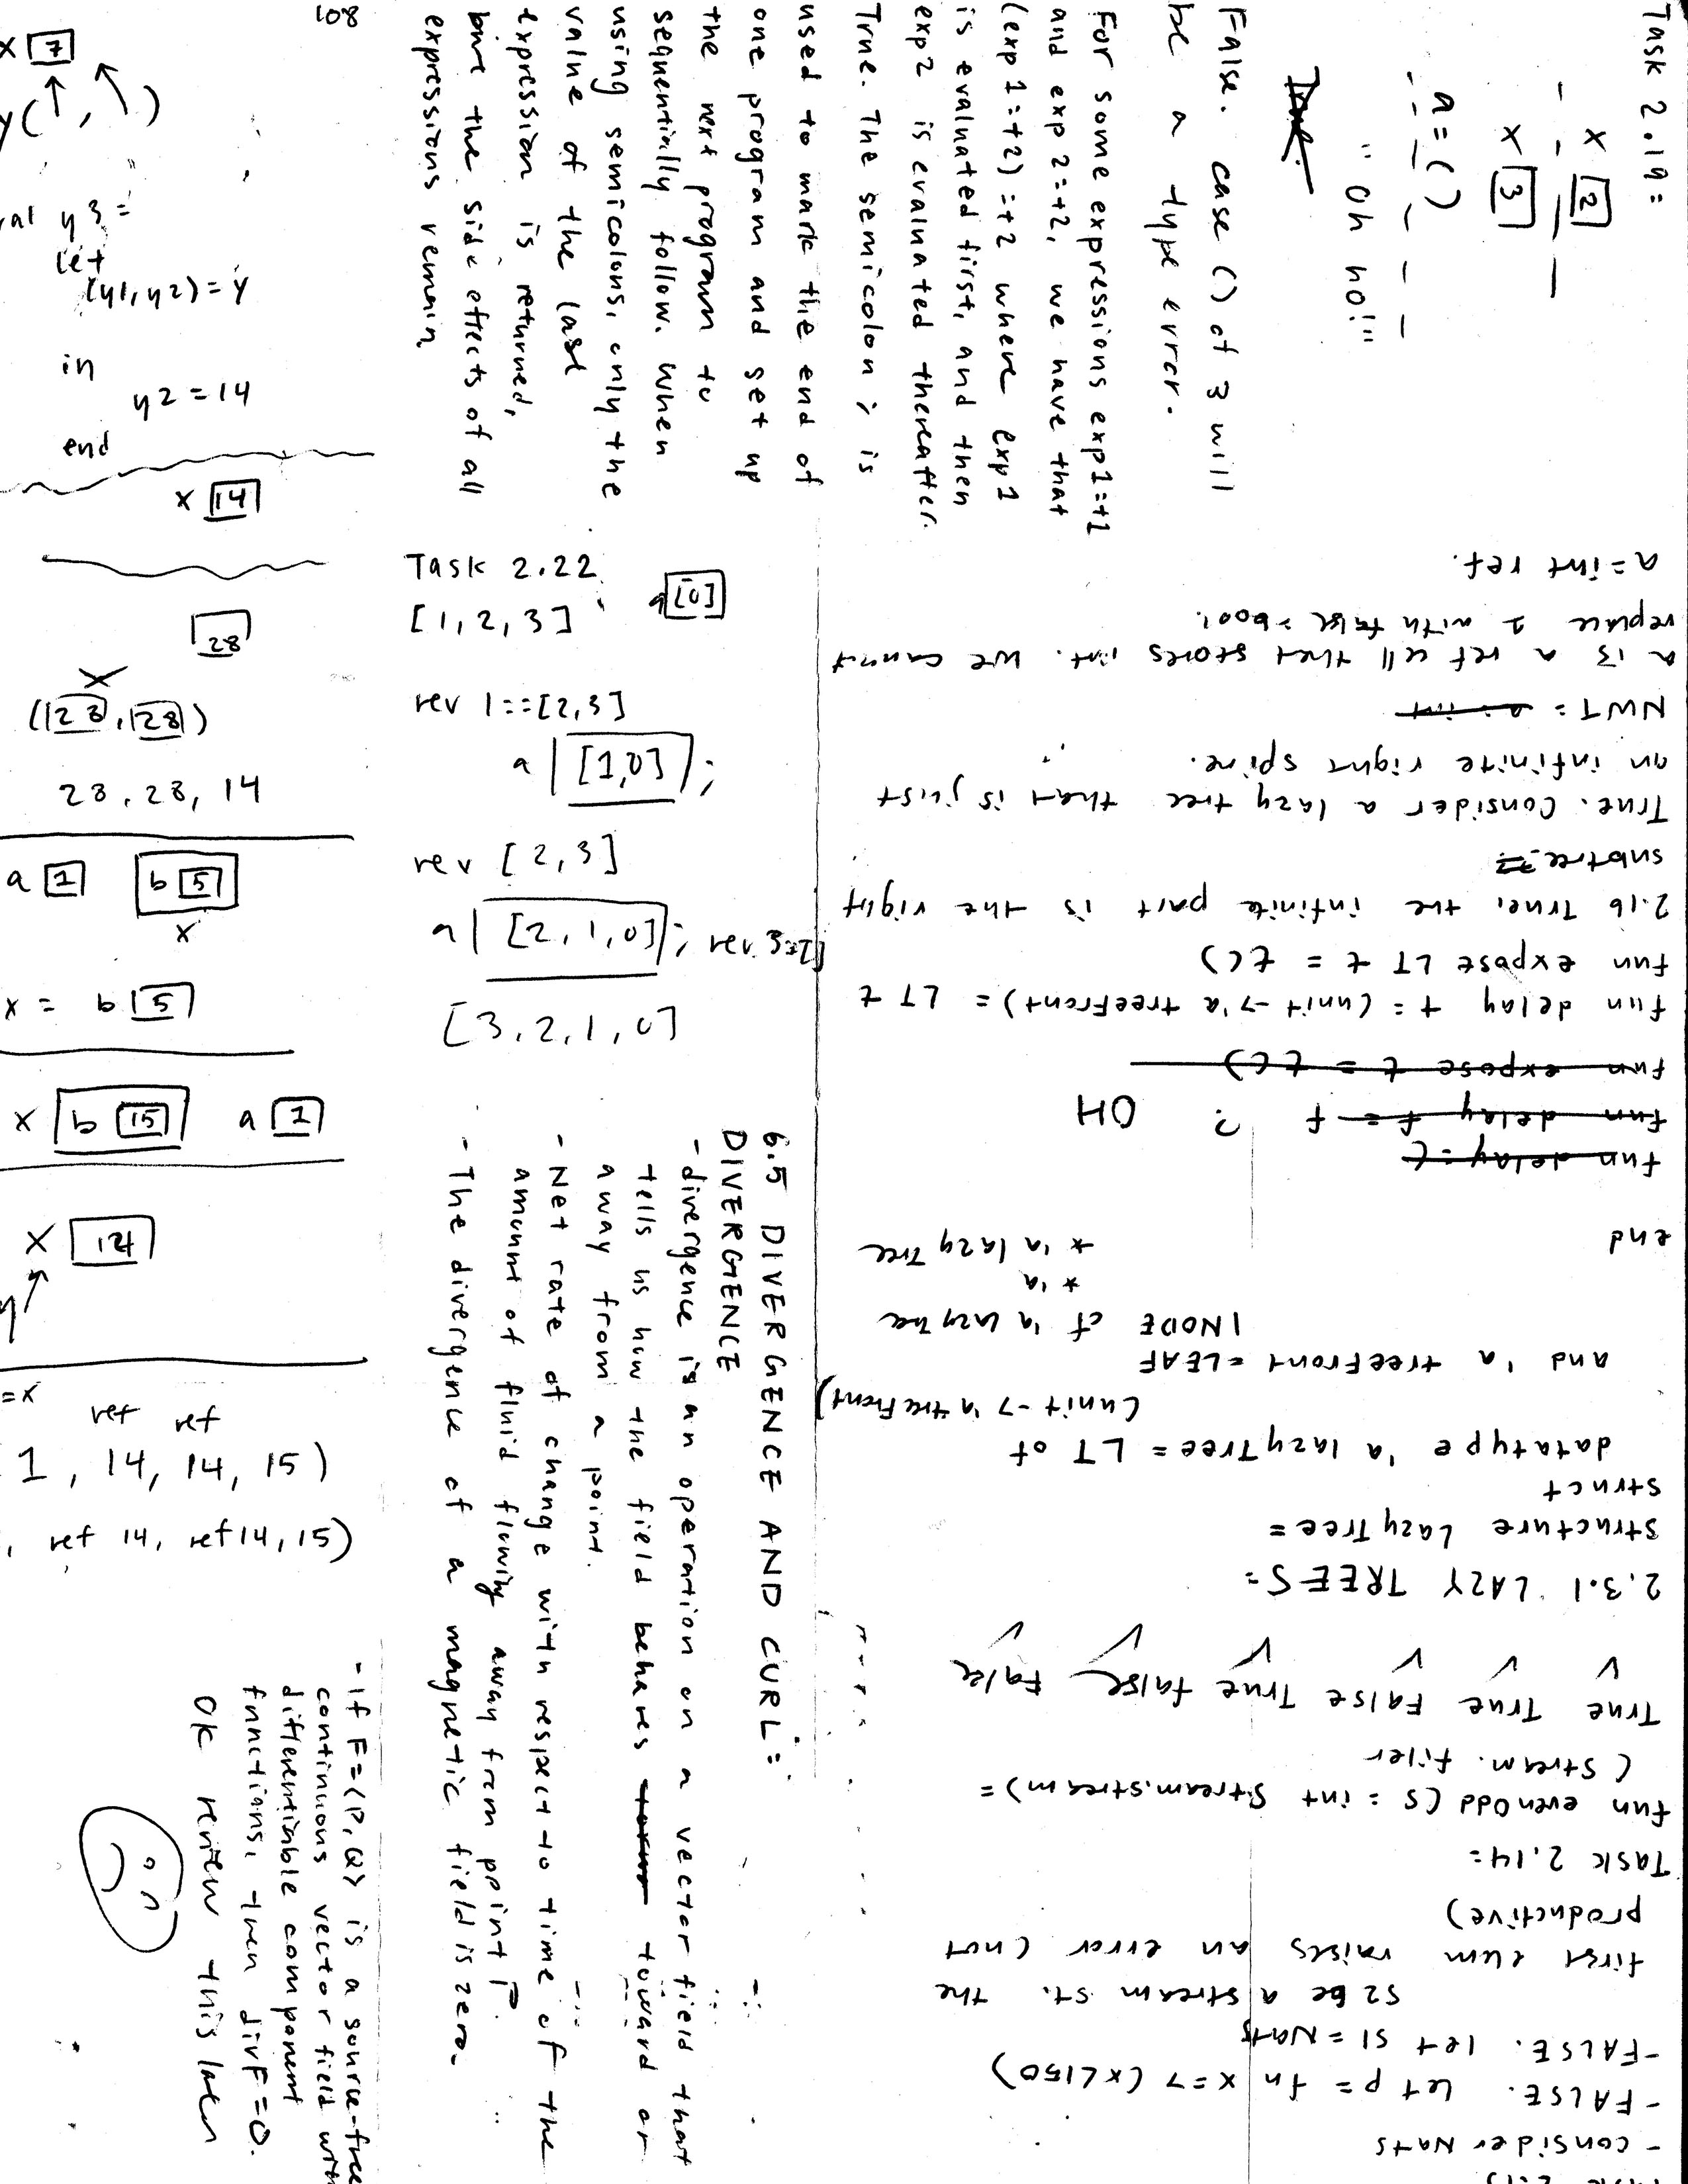 Task 2.19:
x [2]
x [3]
a = ( )
"Oh no!"
False. case () of 3 will
be a type error.
For some expressions exp1:t1
and exp2:t2, we have that
(exp1;exp2):t2 where exp1
is evaluated first, and then
exp2 is evaluated thereafter.
True. The semicolon ; is
used to mark the end of
one program and set up
the next program to
sequentially follow. When
using semicolons, only the
value of the last
expression is returned,
but the side effects of all
expressions remain.
108
x [7]
y ( , )
val y3 =
let
(y1, y2) = y
in
y2 = 14
end
x [14]
[28]
x
([28], [28])
28, 28, 14
a [1] b [5]
x
x = b [5]
x b [15] a [1]
x [14]
y
=x
ref ref
1, 14, 14, 15)
, ref 14, ref 14, 15)
Task 2.22
[1,2,3] a [0]
rev 1::[2,3]
a [1,0];
rev [2,3]
a [2,1,0]; rev 3::[]
[3,2,1,0]
6.5 DIVERGENCE AND CURL:
DIVERGENCE
- divergence is an operation on a vector field that
tells us how the field behaves toward or
away from a point.
- Net rate of change with respect to time of the
amount of fluid flowing away from point P.
- The divergence of a magnetic field is zero.
- if F = <P, Q> is a source-free
continuous vector field with
differentiable component
functions, then div F = 0.
OK review this later
- consider Nats
- FALSE. Let p = fn x => (x<150)
- FALSE. let S1 = Nats
S2 be a stream st. the
first elem raises an error (not
productive)
Task 2.14:
fun evenOdd (S : int Stream.stream) =
(Stream.filter
True True False True false False
2.3.1 LAZY TREES:
structure LazyTree =
struct
datatype 'a lazyTree = LT of
(unit -> 'a treeFront)
and 'a treeFront = LEAF
| NODE of 'a lazytree
* 'a
* 'a lazy Tree
end
fun delay = (
fun delay f = f ? OH
fun expose t = t ()
fun delay t : (unit -> 'a treeFront) = LT t
fun expose LT t = t()
2.16 True, the infinite part is the right
subtree
True. Consider a lazy tree that is just
an infinite right spine.
NWT: a : int
a is a ref cell that stores int. we cannot
replace 1 with false : bool
a = int ref.